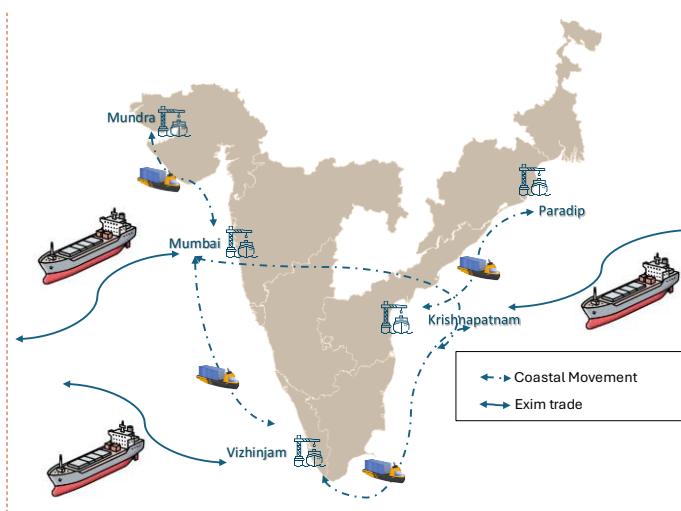 Mundra
Paradip
Mumbai
Krishnapatnam
Coastal Movement
Exim trade
Vizhinjam